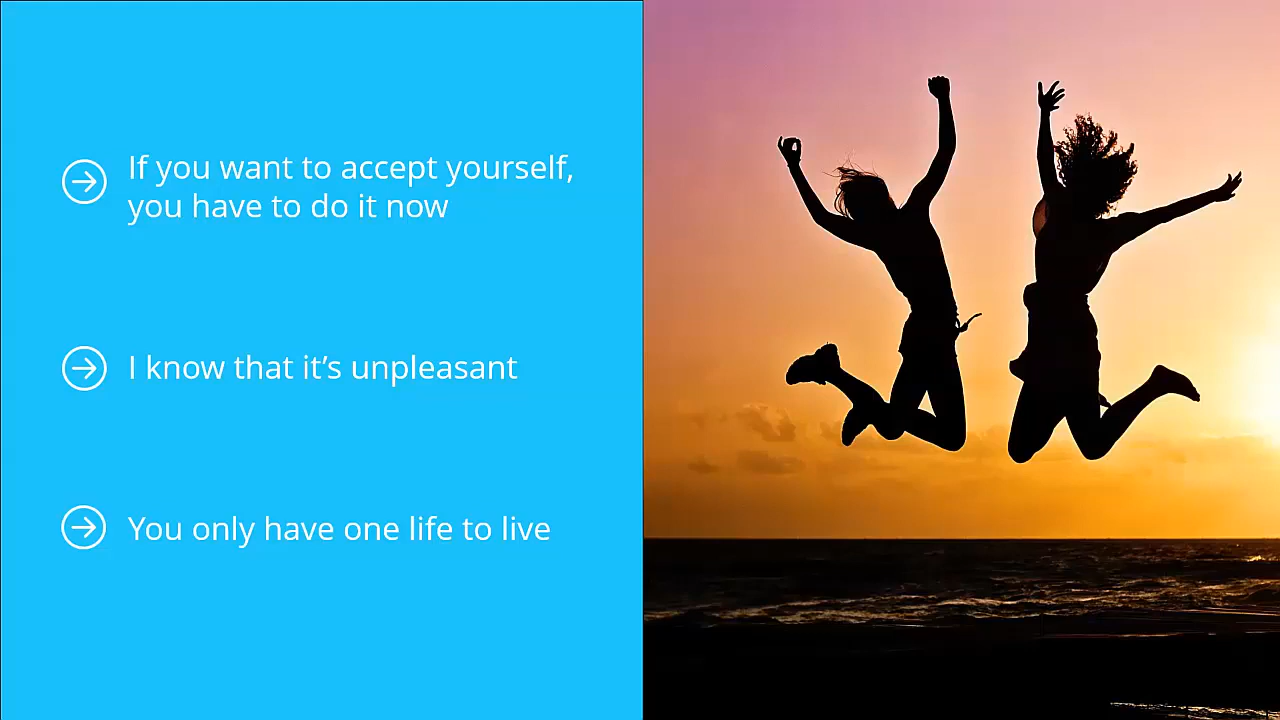 If you want to accept yourself,
you have to do it now
I know that it’s unpleasant
You only have one life to live